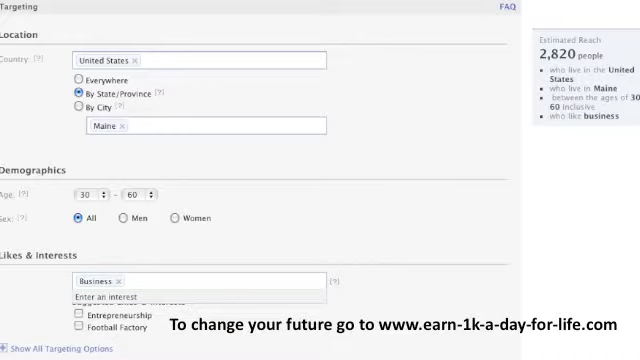 Targeting FAQ
Location
Country: [?] United States ×
Everywhere
By State/Province [?]
By City [?]
Maine ×
Demographics
Age: [?] 30 - 60
Sex: [?] All Men Women
Likes & Interests
Business × [?]
Enter an interest
Entrepreneurship
Football Factory
Show All Targeting Options
Estimated Reach
2,820 people
who live in the United
States
who live in Maine
between the ages of 30
60 inclusive
who like business
To change your future go to www.earn-1k-a-day-for-life.com